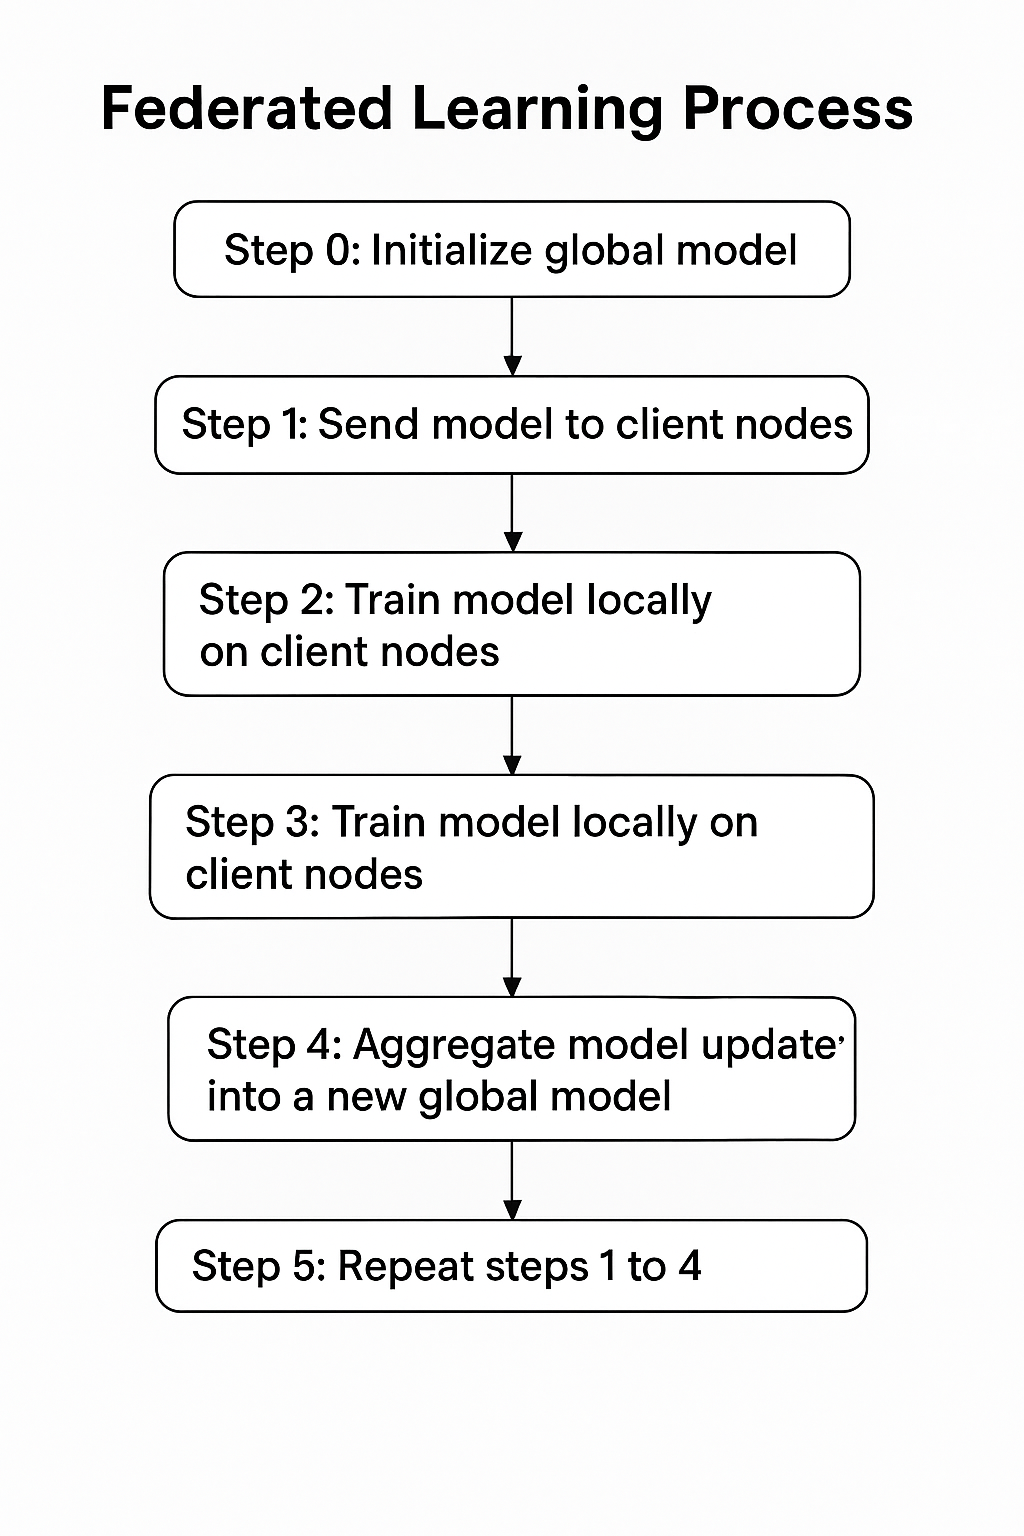 Federated Learning Process
Step 0: Initialize global model
Step 1: Send model to client nodes
Step 2: Train model locally
on client nodes
Step 3: Train model locally on
client nodes
Step 4: Aggregate model update’
into a new global model
Step 5: Repeat steps 1 to 4